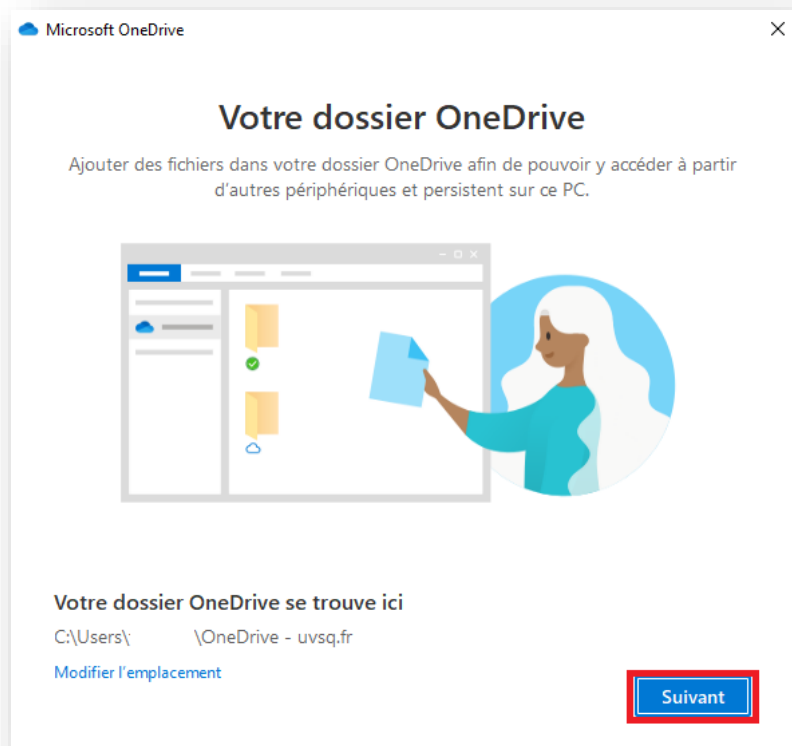 Microsoft OneDrive
Votre dossier OneDrive
Ajouter des fichiers dans votre dossier OneDrive afin de pouvoir y accéder à partir
d'autres périphériques et persistent sur ce PC.
Votre dossier OneDrive se trouve ici
C:\Users\ \OneDrive - uvsq.fr
Modifier l'emplacement
Suivant